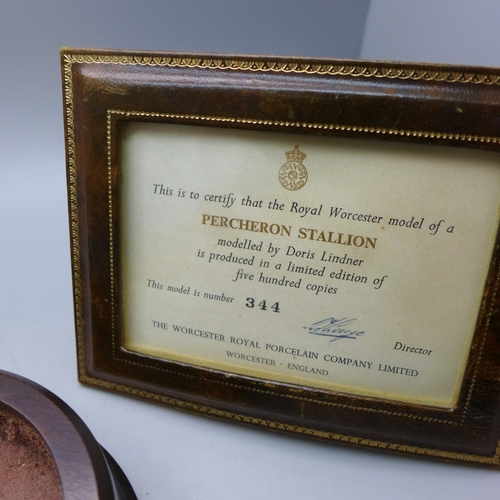 This is to certify that the Royal Worcester model of a
PERCHERON STALLION
modelled by Doris Lindner
is produced in a limited edition of
five hundred copies
This model is number 344
Director
THE WORCESTER ROYAL PORCELAIN COMPANY LIMITED
WORCESTER · ENGLAND